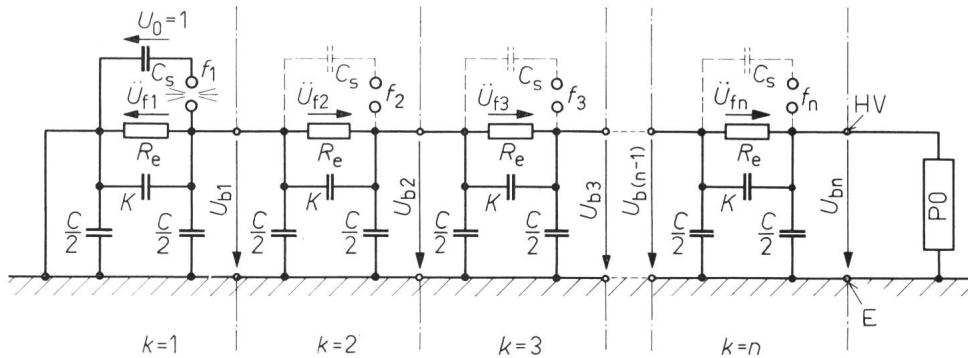 U₀=1
Cₛ
f₁
Üf1
Rₑ
K
C/2
C/2
Ub1
k=1
Cₛ
f₂
Üf2
Rₑ
K
C/2
C/2
Ub2
k=2
Cₛ
f₃
Üf3
Rₑ
K
C/2
C/2
Ub3
k=3
Ub(n-1)
Cₛ
fₙ
Üfn
Rₑ
K
C/2
C/2
Ubn
k=n
HV
PO
E